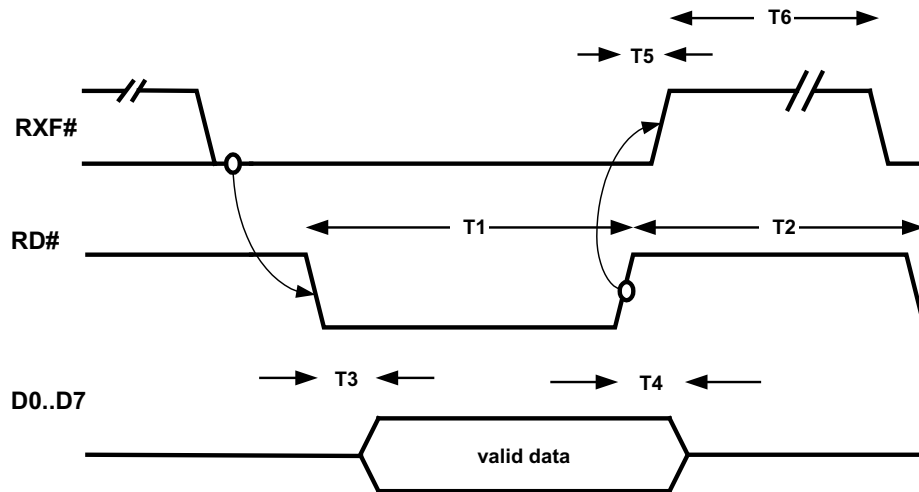 T6
T5
RXF#
T1
T2
RD#
T3
T4
D0..D7
valid data